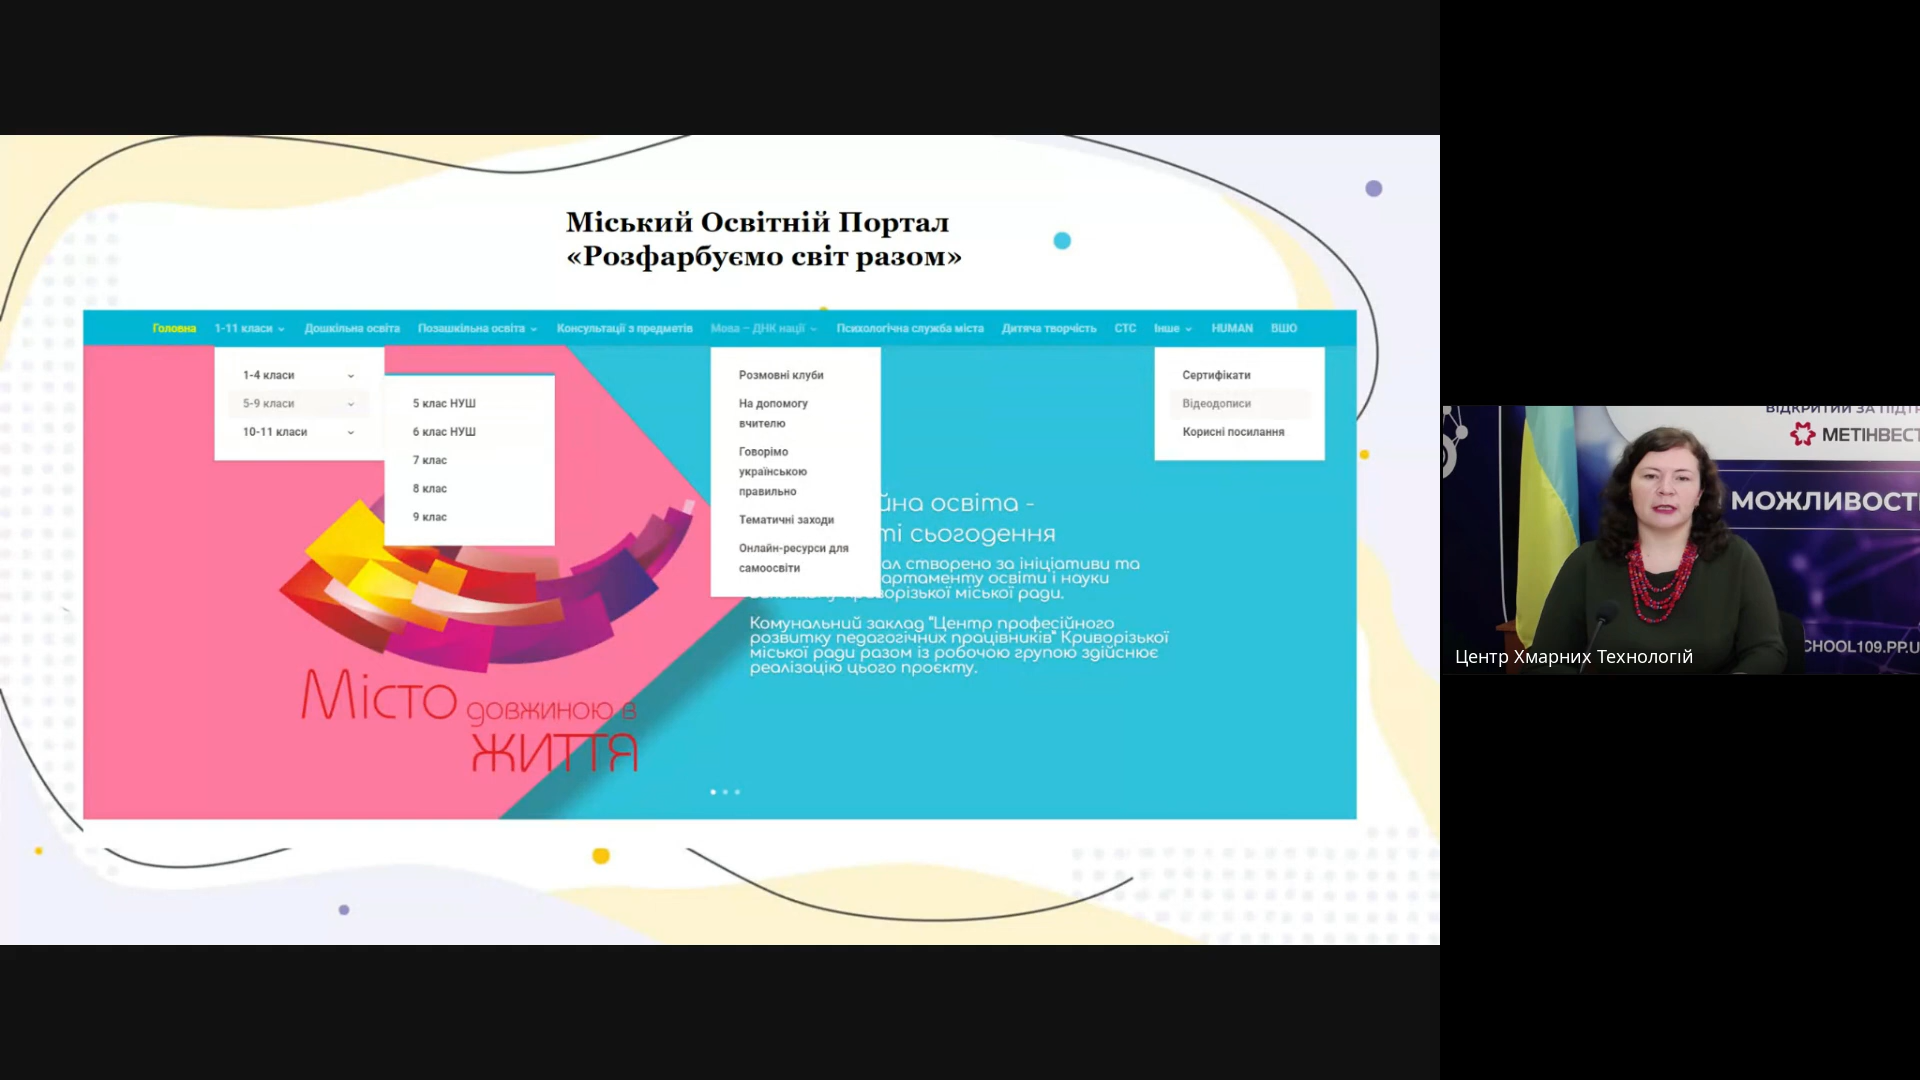 Міський Освітній Портал
«Розфарбуємо світ разом»
Головна 1-11 класи Дошкільна освіта Позашкільна освіта Консультації з предметів Мова – ДНК нації Психологічна служба міста Дитяча творчість СТС Інше HUMAN ВШО
1-4 класи
5-9 класи
10-11 класи
5 клас НУШ
6 клас НУШ
7 клас
8 клас
9 клас
Розмовні клуби
На допомогу
вчителю
Говорімо
українською
правильно
Тематичні заходи
Онлайн-ресурси для
самоосвіти
Сертифікати
Відеодописи
Корисні посилання
йна освіта -
ті сьогодення
ал створено за ініціативи та
артаменту освіти і науки
міської ради.
Комунальний заклад "Центр професійного
розвитку педагогічних працівників" Криворізької
міської ради разом із робочою групою здійснює
реалізацію цього проєкту.
Місто довжиною в
життя
ВІДКРИТИЙ ЗА ПІДТР
МЕТІНВЕСТ
МОЖЛИВОСТ
CHOOL109.PP.U
Центр Хмарних Технологій